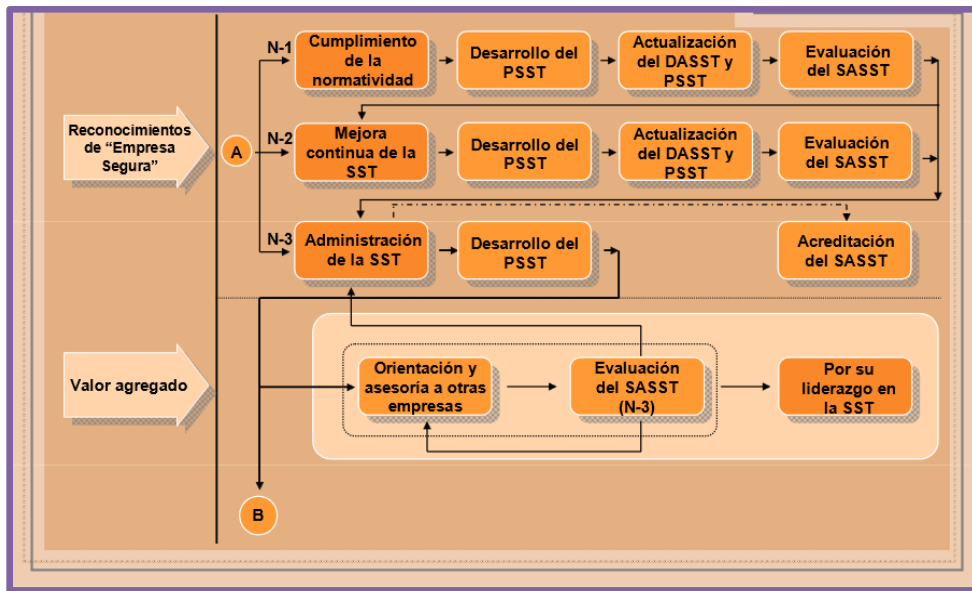 N-1
Cumplimiento
de la
normatividad
Desarrollo del
PSST
Actualización
del DASST y
PSST
Evaluación
del SASST
Reconocimientos
de “Empresa
Segura”
A
N-2
Mejora
continua de la
SST
Desarrollo del
PSST
Actualización
del DASST y
PSST
Evaluación
del SASST
N-3
Administración
de la SST
Desarrollo del
PSST
Acreditación
del SASST
Valor agregado
Orientación y
asesoría a otras
empresas
Evaluación
del SASST
(N-3)
Por su
liderazgo en
la SST
B